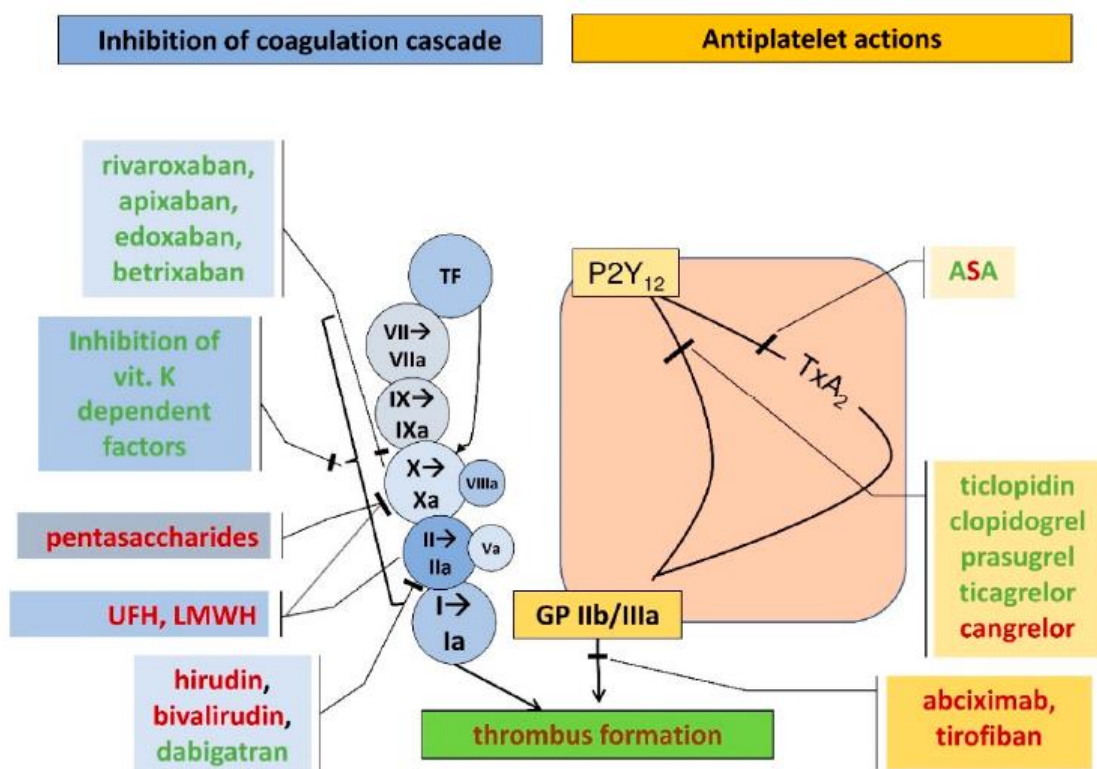 Inhibition of coagulation cascade
Antiplatelet actions
rivaroxaban,
apixaban,
edoxaban,
betrixaban
Inhibition of
vit. K
dependent
factors
pentasaccharides
UFH, LMWH
hirudin,
bivalirudin,
dabigatran
TF
VII→
VIIa
IX→
IXa
X→
Xa
VIIIa
II→
IIa
Va
I→
Ia
P2Y12
TxA2
GP IIb/IIIa
thrombus formation
ASA
ticlopidin
clopidogrel
prasugrel
ticagrelor
cangrelor
abciximab,
tirofiban